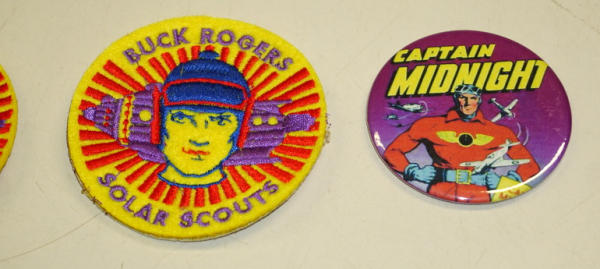 BUCK ROGERS
SOLAR SCOUTS
CAPTAIN
MIDNIGHT